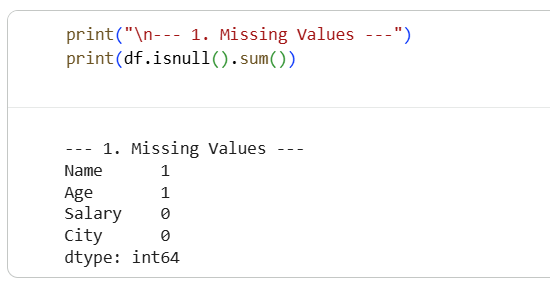 print("\n--- 1. Missing Values ---")
print(df.isnull().sum())
--- 1. Missing Values ---
Name      1
Age       1
Salary    0
City      0
dtype: int64